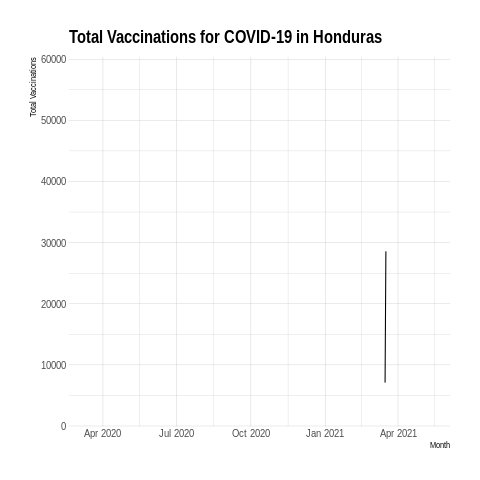 Total Vaccinations for COVID-19 in Honduras
Total Vaccinations
60000
50000
40000
30000
20000
10000
0
Apr 2020 Jul 2020 Oct 2020 Jan 2021 Apr 2021
Month